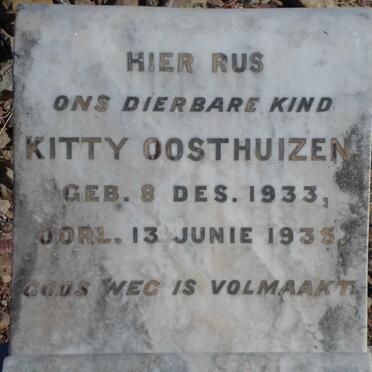 HIER RUS
ONS DIERBARE KIND
KITTY OOSTHUIZEN.
GEB. 8 DES. 1933,
OORL. 13 JUNIE 1935.
GODS WEG IS VOLMAAKT.